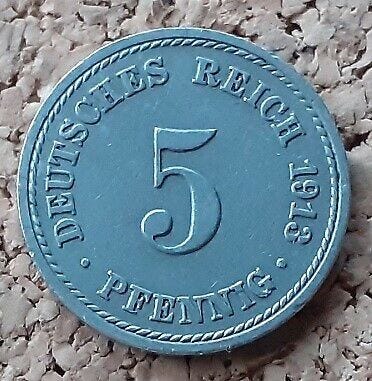 DEUTSCHES REICH 1913
5
· PFENNIG ·